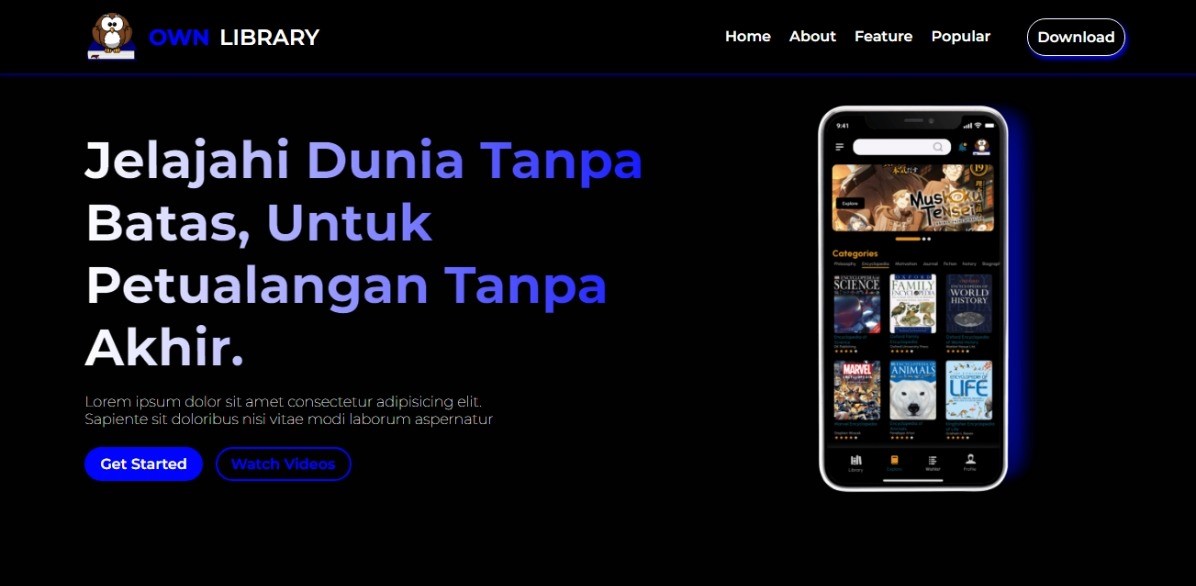 OWN LIBRARY
Home About Feature Popular Download
Jelajahi Dunia Tanpa
Batas, Untuk
Petualangan Tanpa
Akhir.
Lorem ipsum dolor sit amet consectetur adipisicing elit.
Sapiente sit doloribus nisi vitae modi laborum aspernatur
Get Started Watch Videos
9:41
Explore
Mushoku
Tensei
Categories
Philosophy Encyclopedia Motivation Journal Fiction history
SCIENCE
FAMILY
ENCYCLOPEDIA
WORLD
HISTORY
MARVEL
ENCYCLOPEDIA
ANIMALS
ENCYCLOPEDIA OF
LIFE
Library
Profile